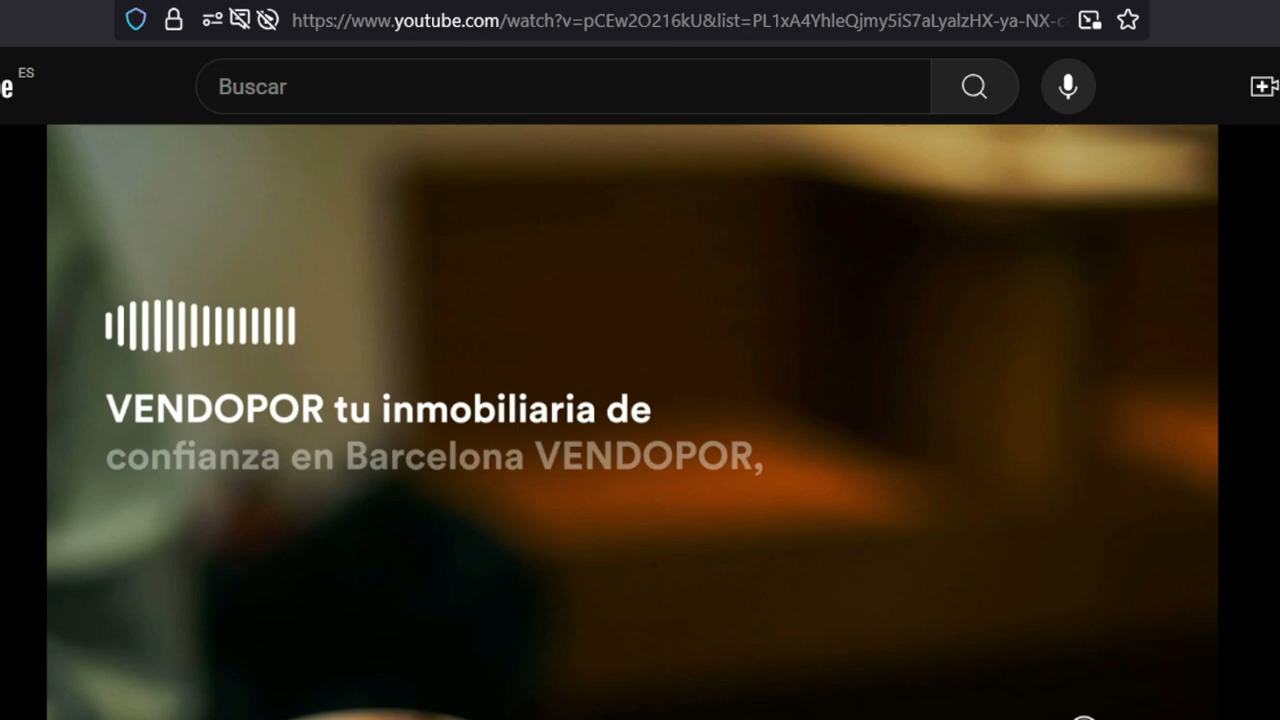 https://www.youtube.com/watch?v=pCEw2O216kU&list=PL1xA4YhleQjmy5iS7aLyalzHX-ya-NX-c
ES
Buscar
VENDOPOR tu inmobiliaria de
confianza en Barcelona VENDOPOR,